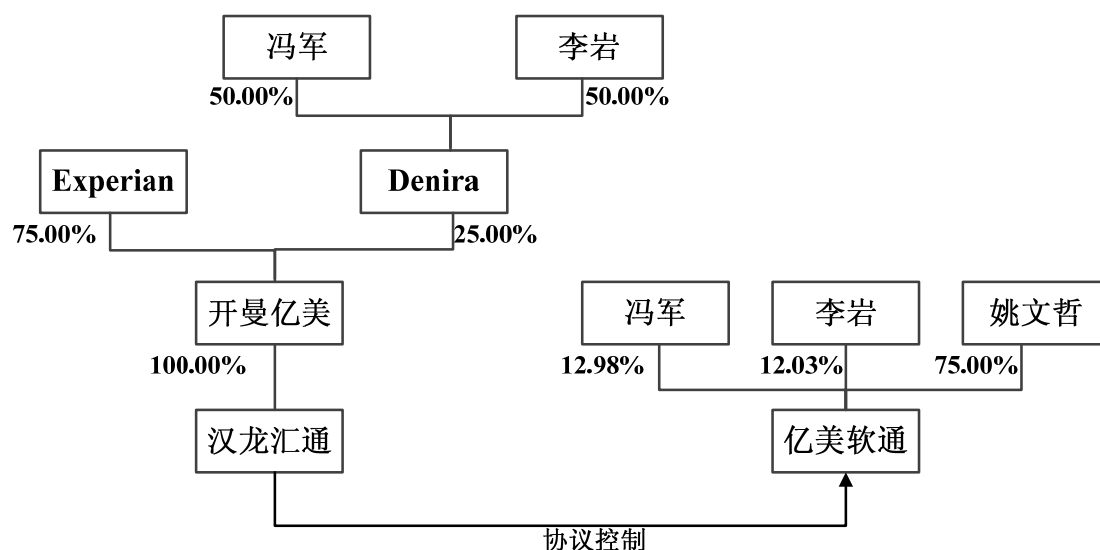 冯军
李岩
50.00%
50.00%
Experian
Denira
75.00%
25.00%
开曼亿美
冯军
李岩
姚文哲
100.00%
12.98%
12.03%
75.00%
汉龙汇通
亿美软通
协议控制